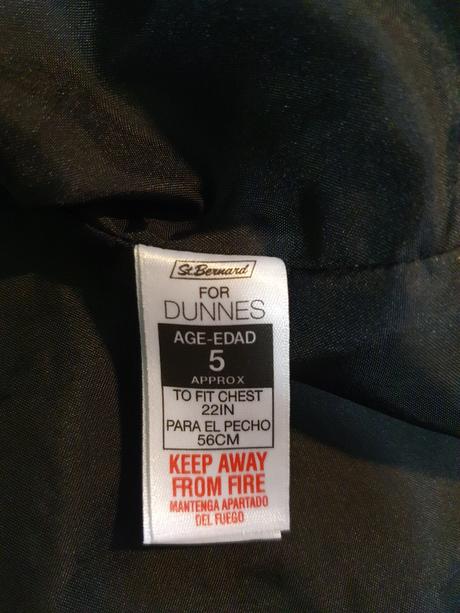 St.Bernard
FOR
DUNNES
AGE-EDAD
5
APPROX
TO FIT CHEST
22IN
PARA EL PECHO
56CM
KEEP AWAY
FROM FIRE
MANTENGA APARTADO
DEL FUEGO